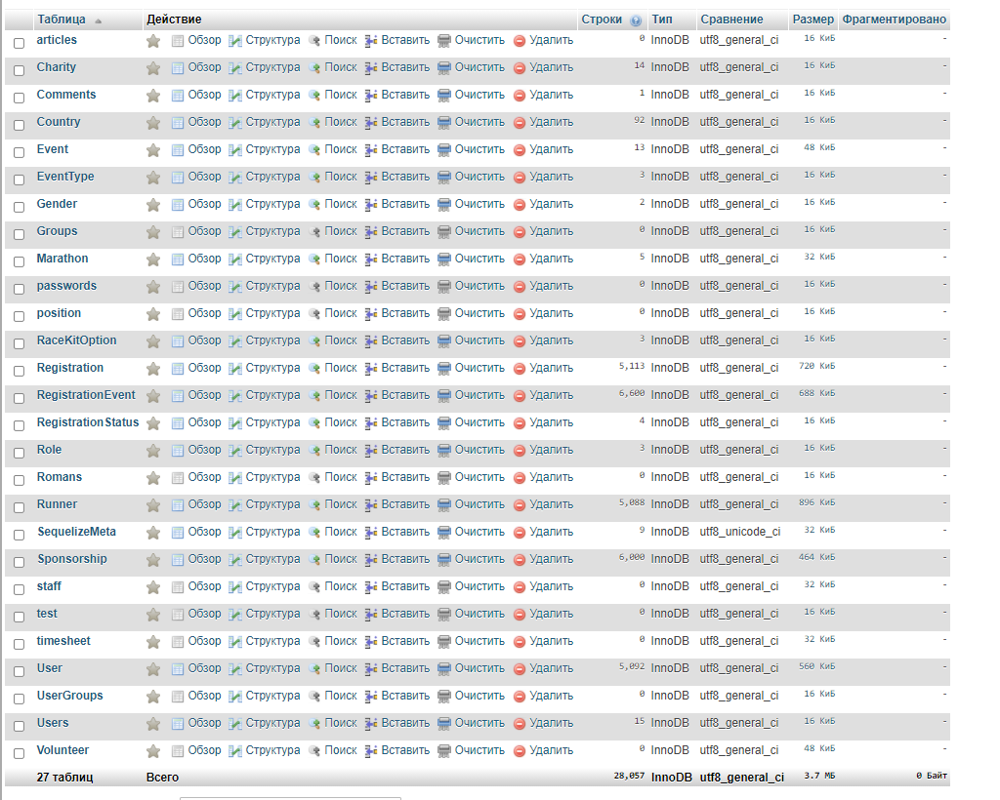 Таблица Действие Строки Тип Сравнение Размер Фрагментировано
articles Обзор Структура Поиск Вставить Очистить Удалить 0 InnoDB utf8_general_ci 16 КиБ -
Charity Обзор Структура Поиск Вставить Очистить Удалить 14 InnoDB utf8_general_ci 16 КиБ -
Comments Обзор Структура Поиск Вставить Очистить Удалить 1 InnoDB utf8_general_ci 16 КиБ -
Country Обзор Структура Поиск Вставить Очистить Удалить 92 InnoDB utf8_general_ci 16 КиБ -
Event Обзор Структура Поиск Вставить Очистить Удалить 13 InnoDB utf8_general_ci 48 КиБ -
EventType Обзор Структура Поиск Вставить Очистить Удалить 3 InnoDB utf8_general_ci 16 КиБ -
Gender Обзор Структура Поиск Вставить Очистить Удалить 2 InnoDB utf8_general_ci 16 КиБ -
Groups Обзор Структура Поиск Вставить Очистить Удалить 0 InnoDB utf8_general_ci 16 КиБ -
Marathon Обзор Структура Поиск Вставить Очистить Удалить 5 InnoDB utf8_general_ci 32 КиБ -
passwords Обзор Структура Поиск Вставить Очистить Удалить 0 InnoDB utf8_general_ci 16 КиБ -
position Обзор Структура Поиск Вставить Очистить Удалить 0 InnoDB utf8_general_ci 16 КиБ -
RaceKitOption Обзор Структура Поиск Вставить Очистить Удалить 3 InnoDB utf8_general_ci 16 КиБ -
Registration Обзор Структура Поиск Вставить Очистить Удалить 5,113 InnoDB utf8_general_ci 720 КиБ -
RegistrationEvent Обзор Структура Поиск Вставить Очистить Удалить 6,600 InnoDB utf8_general_ci 688 КиБ -
RegistrationStatus Обзор Структура Поиск Вставить Очистить Удалить 4 InnoDB utf8_general_ci 16 КиБ -
Role Обзор Структура Поиск Вставить Очистить Удалить 3 InnoDB utf8_general_ci 16 КиБ -
Romans Обзор Структура Поиск Вставить Очистить Удалить 0 InnoDB utf8_general_ci 16 КиБ -
Runner Обзор Структура Поиск Вставить Очистить Удалить 5,088 InnoDB utf8_general_ci 896 КиБ -
SequelizeMeta Обзор Структура Поиск Вставить Очистить Удалить 9 InnoDB utf8_unicode_ci 32 КиБ -
Sponsorship Обзор Структура Поиск Вставить Очистить Удалить 6,000 InnoDB utf8_general_ci 464 КиБ -
staff Обзор Структура Поиск Вставить Очистить Удалить 0 InnoDB utf8_general_ci 32 КиБ -
test Обзор Структура Поиск Вставить Очистить Удалить 0 InnoDB utf8_general_ci 16 КиБ -
timesheet Обзор Структура Поиск Вставить Очистить Удалить 0 InnoDB utf8_general_ci 32 КиБ -
User Обзор Структура Поиск Вставить Очистить Удалить 5,092 InnoDB utf8_general_ci 560 КиБ -
UserGroups Обзор Структура Поиск Вставить Очистить Удалить 0 InnoDB utf8_general_ci 16 КиБ -
Users Обзор Структура Поиск Вставить Очистить Удалить 15 InnoDB utf8_general_ci 16 КиБ -
Volunteer Обзор Структура Поиск Вставить Очистить Удалить 0 InnoDB utf8_general_ci 48 КиБ -
27 таблиц Всего 28,057 InnoDB utf8_general_ci 3.7 МБ 0 Байт